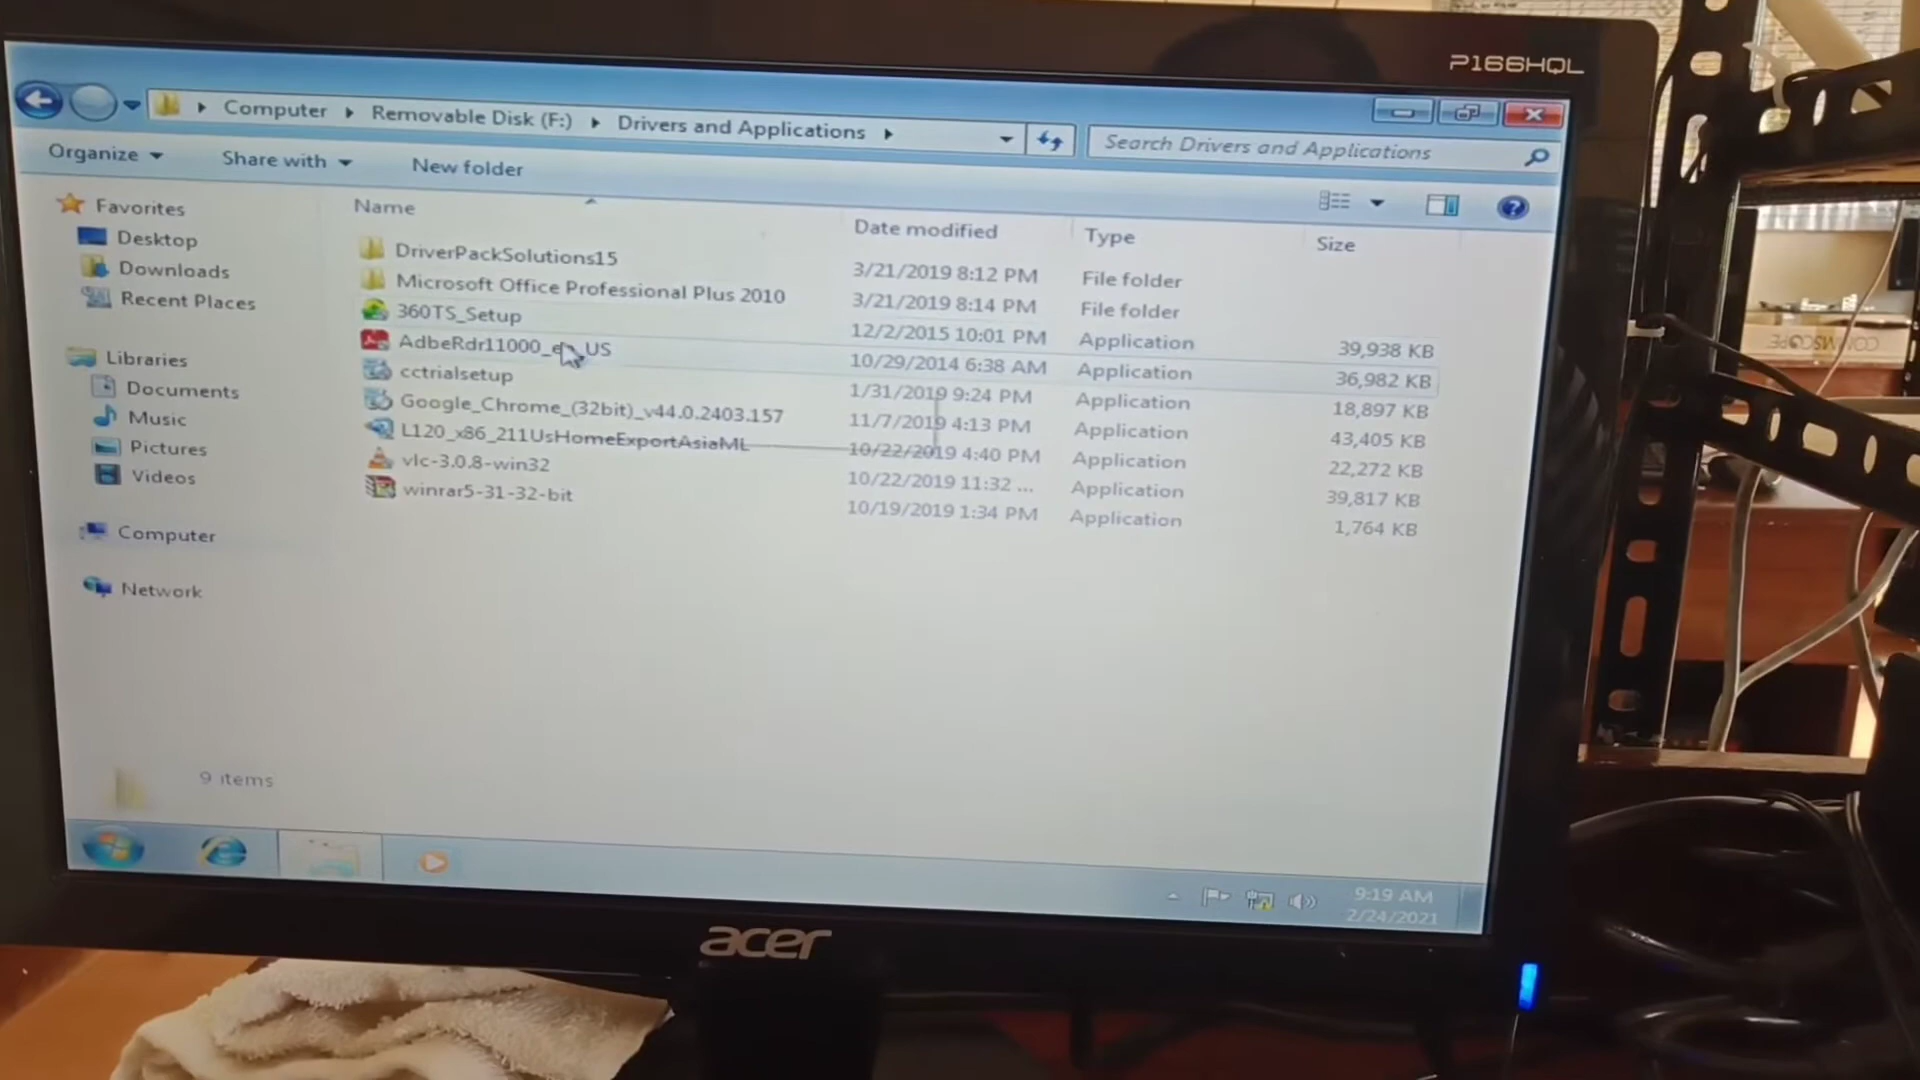 P166HQL
Computer Removable Disk (F:) Drivers and Applications
Search Drivers and Applications
Organize Share with New folder
Name Date modified Type Size
Favorites
Desktop
Downloads
Recent Places
Libraries
Documents
Music
Pictures
Videos
Computer
Network
DriverPackSolutions15 3/21/2019 8:12 PM File folder
Microsoft Office Professional Plus 2010 3/21/2019 8:14 PM File folder
360TS_Setup 12/2/2015 10:01 PM Application 39,938 KB
AdbeRdr11000_en_US 10/29/2014 6:38 AM Application 36,982 KB
cctrialsetup 1/31/2019 9:24 PM Application 18,897 KB
Google_Chrome_(32bit)_v44.0.2403.157 11/7/2019 4:13 PM Application 43,405 KB
L120_x86_211UsHomeExportAsiaML 10/22/2019 4:40 PM Application 22,272 KB
vlc-3.0.8-win32 10/22/2019 11:32 ... Application 39,817 KB
winrar5-31-32-bit 10/19/2019 1:34 PM Application 1,764 KB
9 items
9:19 AM
2/24/2021
acer
COMMSCOPE